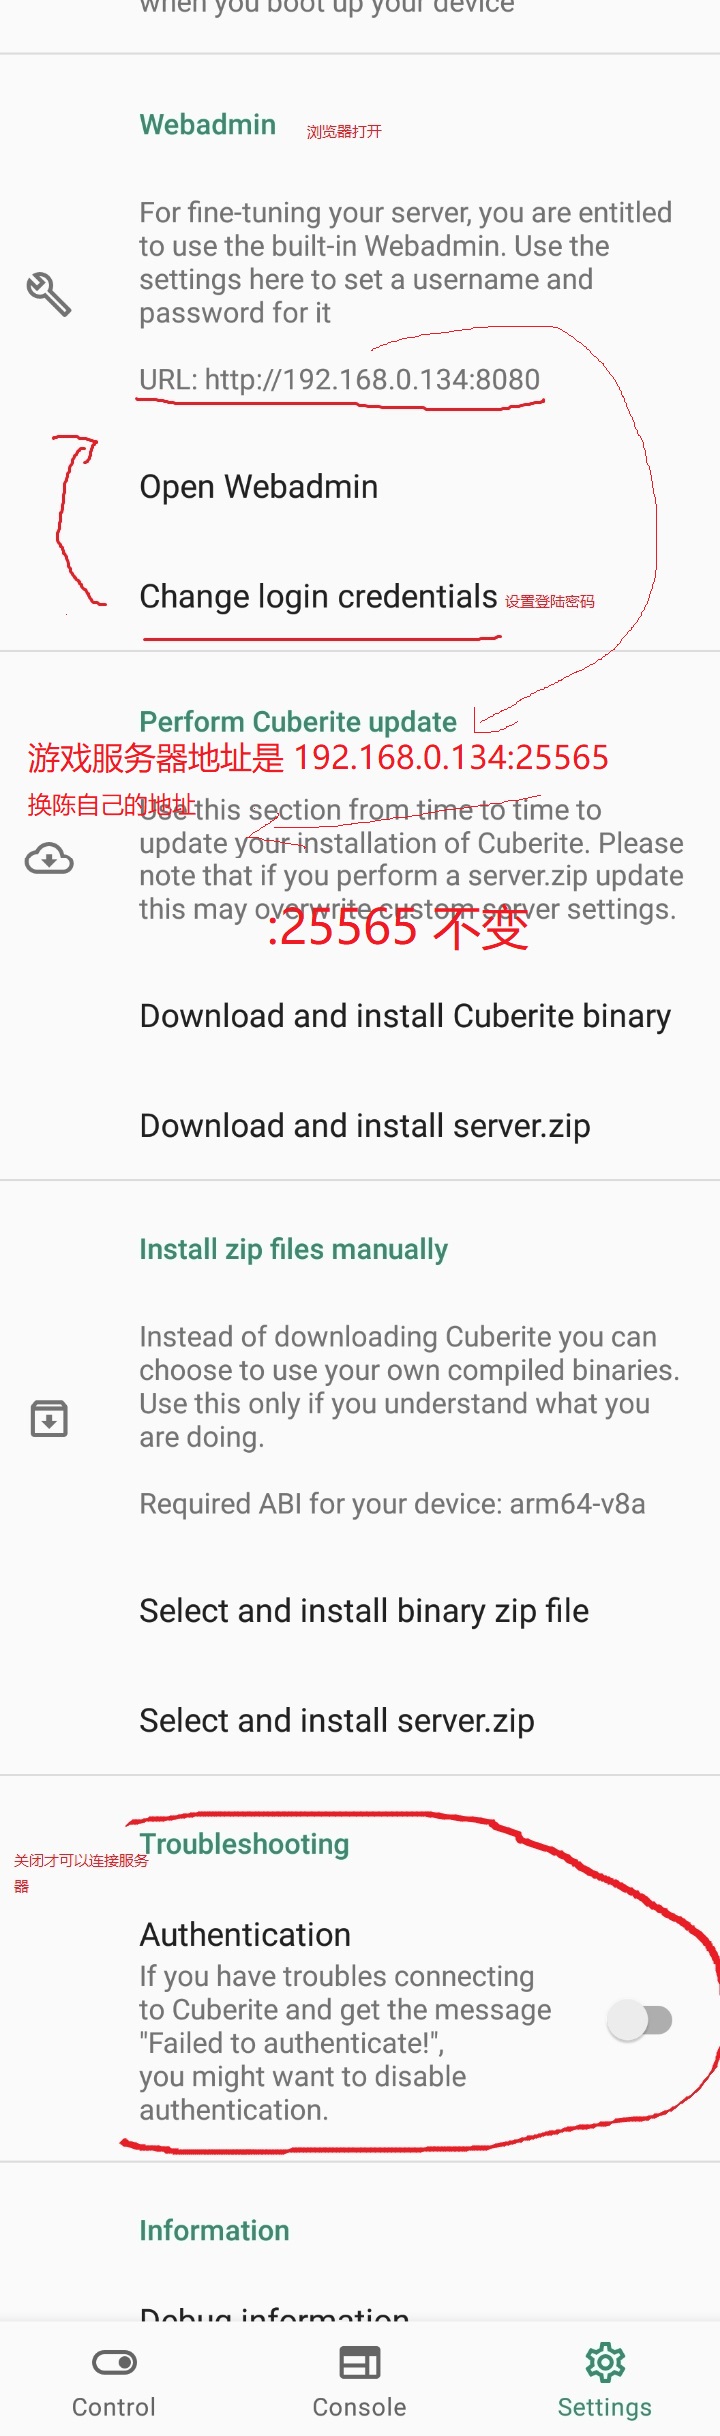 when you boot up your device
Webadmin 浏览器打开
For fine-tuning your server, you are entitled
to use the built-in Webadmin. Use the
settings here to set a username and
password for it
URL: http://192.168.0.134:8080
Open Webadmin
Change login credentials 设置登陆密码
Perform Cuberite update
游戏服务器地址是 192.168.0.134:25565
换陈自己的地址
Use this section from time to time to
update your installation of Cuberite. Please
note that if you perform a server.zip update
this may overwrite custom server settings.
:25565 不变
Download and install Cuberite binary
Download and install server.zip
Install zip files manually
Instead of downloading Cuberite you can
choose to use your own compiled binaries.
Use this only if you understand what you
are doing.
Required ABI for your device: arm64-v8a
Select and install binary zip file
Select and install server.zip
Troubleshooting
关闭才可以连接服务
器
Authentication
If you have troubles connecting
to Cuberite and get the message
"Failed to authenticate!",
you might want to disable
authentication.
Information
Debug information
Control Console Settings